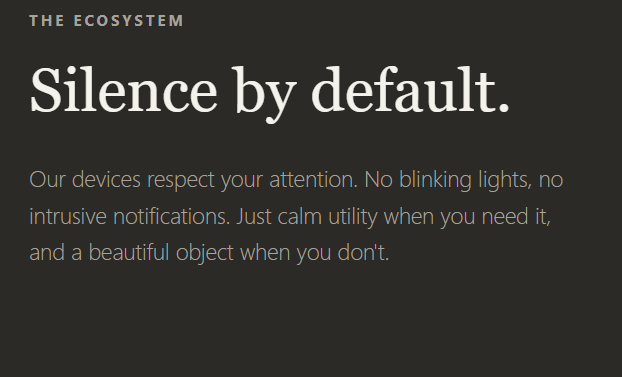 THE ECOSYSTEM
Silence by default.
Our devices respect your attention. No blinking lights, no
intrusive notifications. Just calm utility when you need it,
and a beautiful object when you don't.